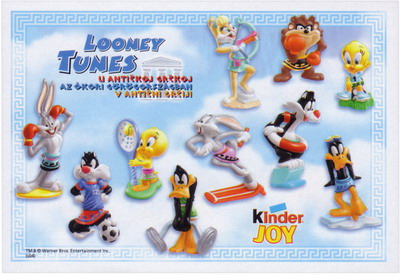 LOONEY
TUNES
U ANTIČKOJ GRČKOJ
AZ ÓKORI GÖRÖGORSZÁGBAN
V ANTIČNI GRČIJI
Kinder
JOY
™ & © Warner Bros. Entertainment Inc.